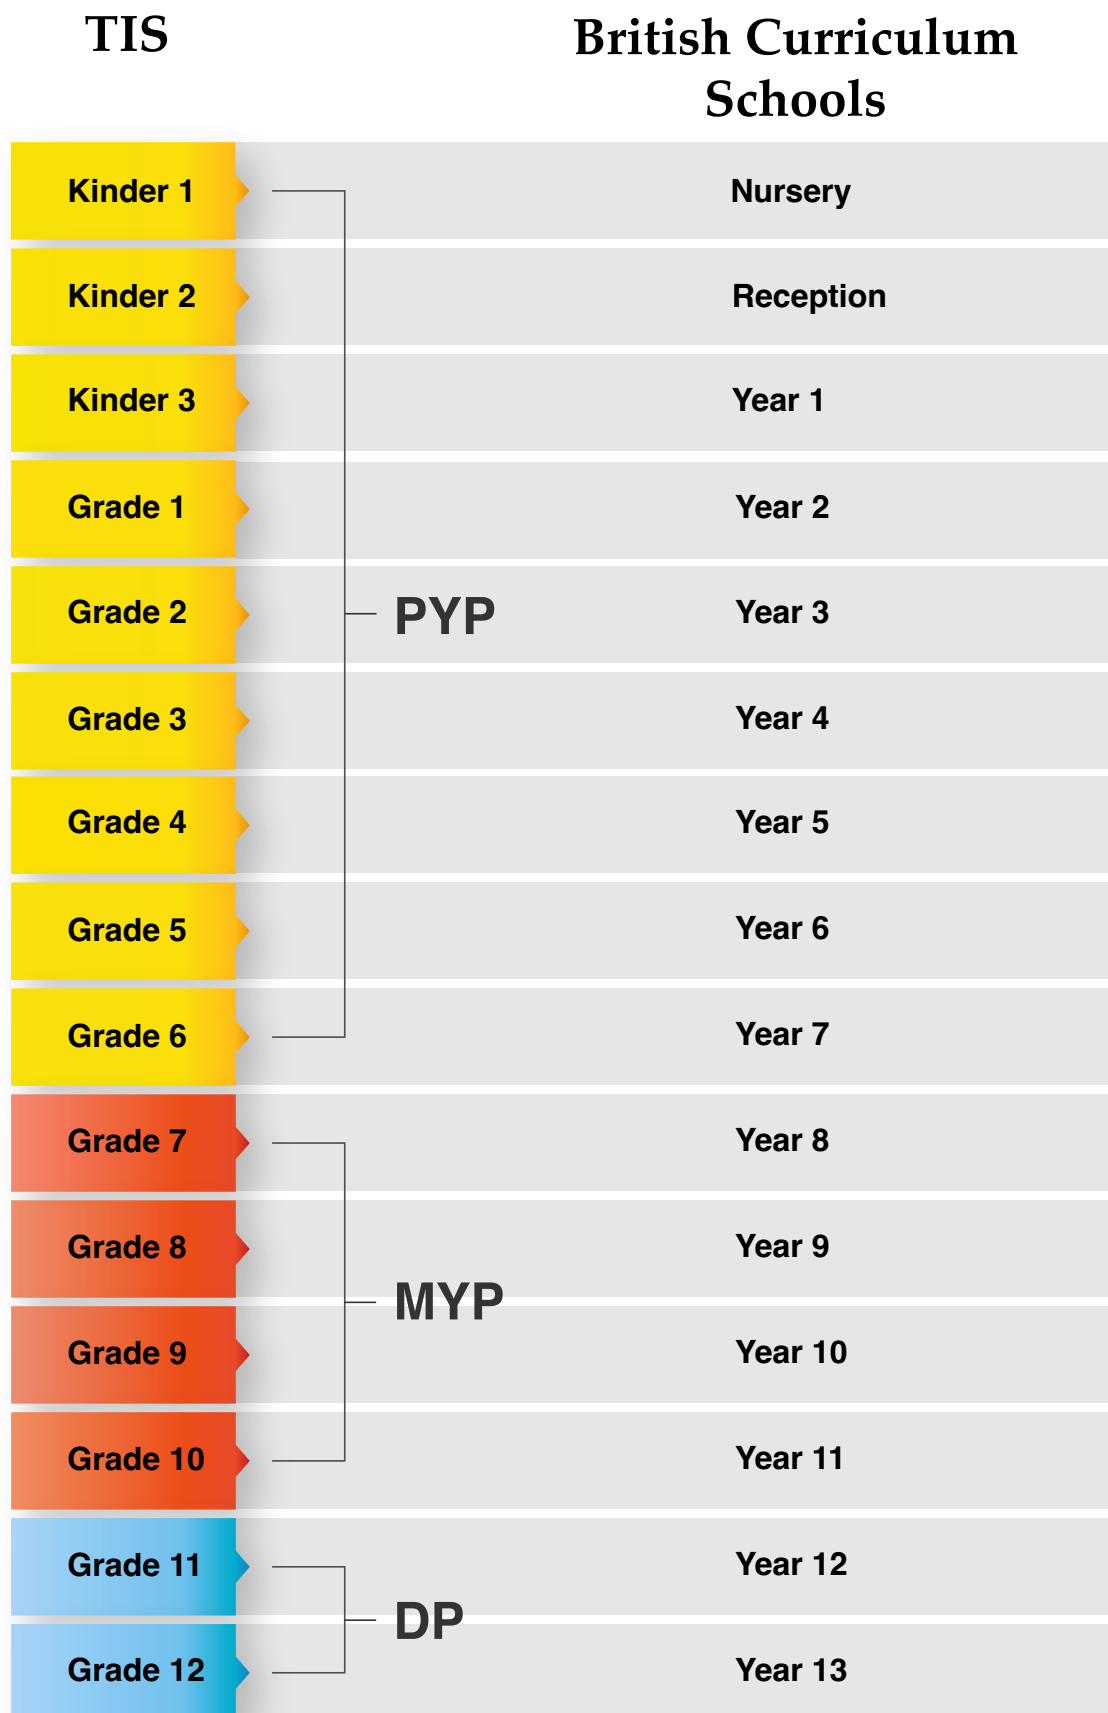 TIS
British Curriculum
Schools
Kinder 1
Nursery
Kinder 2
Reception
Kinder 3
Year 1
Grade 1
Year 2
Grade 2
PYP
Year 3
Grade 3
Year 4
Grade 4
Year 5
Grade 5
Year 6
Grade 6
Year 7
Grade 7
Year 8
Grade 8
Year 9
MYP
Grade 9
Year 10
Grade 10
Year 11
Grade 11
Year 12
DP
Grade 12
Year 13